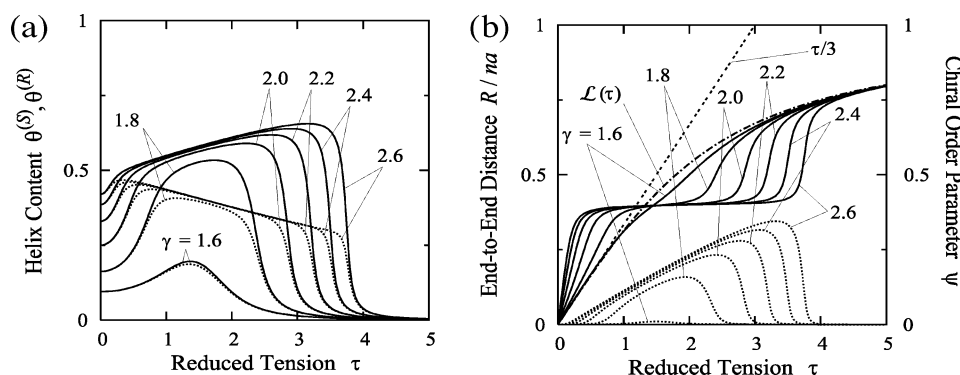 (a)
Helix Content θ(S), θ(R)
1
0.5
0
1.8
2.0
2.2
2.4
2.6
γ = 1.6
0 1 2 3 4 5
Reduced Tension τ
(b)
End-to-End Distance R / na
1
0.5
0
τ/3
1.8
2.2
2.0
ℒ(τ)
2.4
γ = 1.6
2.6
0 1 2 3 4 5
Reduced Tension τ
1
0.5
0
Chiral Order Parameter ψ